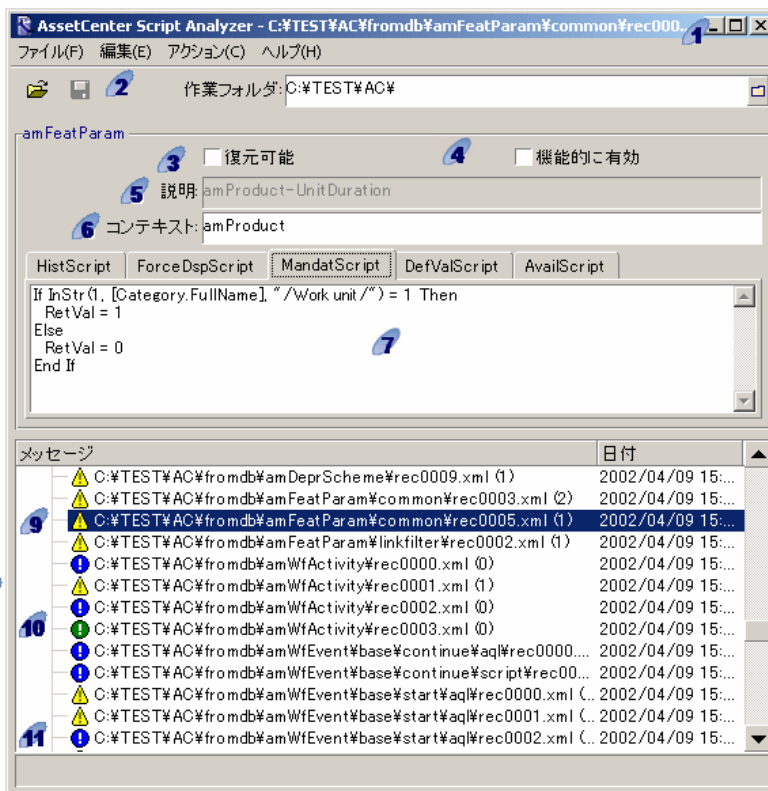 AssetCenter Script Analyzer - C:¥TEST¥AC¥fromdb¥amFeatParam¥common¥rec000...
1
ファイル(F) 編集(E) アクション(C) ヘルプ(H)
2
作業フォルダ: C:¥TEST¥AC¥
amFeatParam
3 復元可能 4 機能的に有効
5 説明: amProduct-UnitDuration
6 コンテキスト: amProduct
HistScript ForceDspScript MandatScript DefValScript AvailScript
If InStr(1, [Category.FullName], "/Work unit/") = 1 Then
RetVal = 1
Else
RetVal = 0
End If
7
メッセージ 日付
C:¥TEST¥AC¥fromdb¥amDeprScheme¥rec0009.xml (1) 2002/04/09 15:...
C:¥TEST¥AC¥fromdb¥amFeatParam¥common¥rec0003.xml (2) 2002/04/09 15:...
9 C:¥TEST¥AC¥fromdb¥amFeatParam¥common¥rec0005.xml (1) 2002/04/09 15:...
C:¥TEST¥AC¥fromdb¥amFeatParam¥linkfilter¥rec0002.xml (1) 2002/04/09 15:...
C:¥TEST¥AC¥fromdb¥amWfActivity¥rec0000.xml (0) 2002/04/09 15:...
C:¥TEST¥AC¥fromdb¥amWfActivity¥rec0001.xml (1) 2002/04/09 15:...
C:¥TEST¥AC¥fromdb¥amWfActivity¥rec0002.xml (0) 2002/04/09 15:...
10 C:¥TEST¥AC¥fromdb¥amWfActivity¥rec0003.xml (0) 2002/04/09 15:...
C:¥TEST¥AC¥fromdb¥amWfEvent¥base¥continue¥aql¥rec0000.... 2002/04/09 15:...
C:¥TEST¥AC¥fromdb¥amWfEvent¥base¥continue¥script¥rec00... 2002/04/09 15:...
C:¥TEST¥AC¥fromdb¥amWfEvent¥base¥start¥aql¥rec0000.xml (... 2002/04/09 15:...
C:¥TEST¥AC¥fromdb¥amWfEvent¥base¥start¥aql¥rec0001.xml (... 2002/04/09 15:...
11 C:¥TEST¥AC¥fromdb¥amWfEvent¥base¥start¥aql¥rec0002.xml (... 2002/04/09 15:...